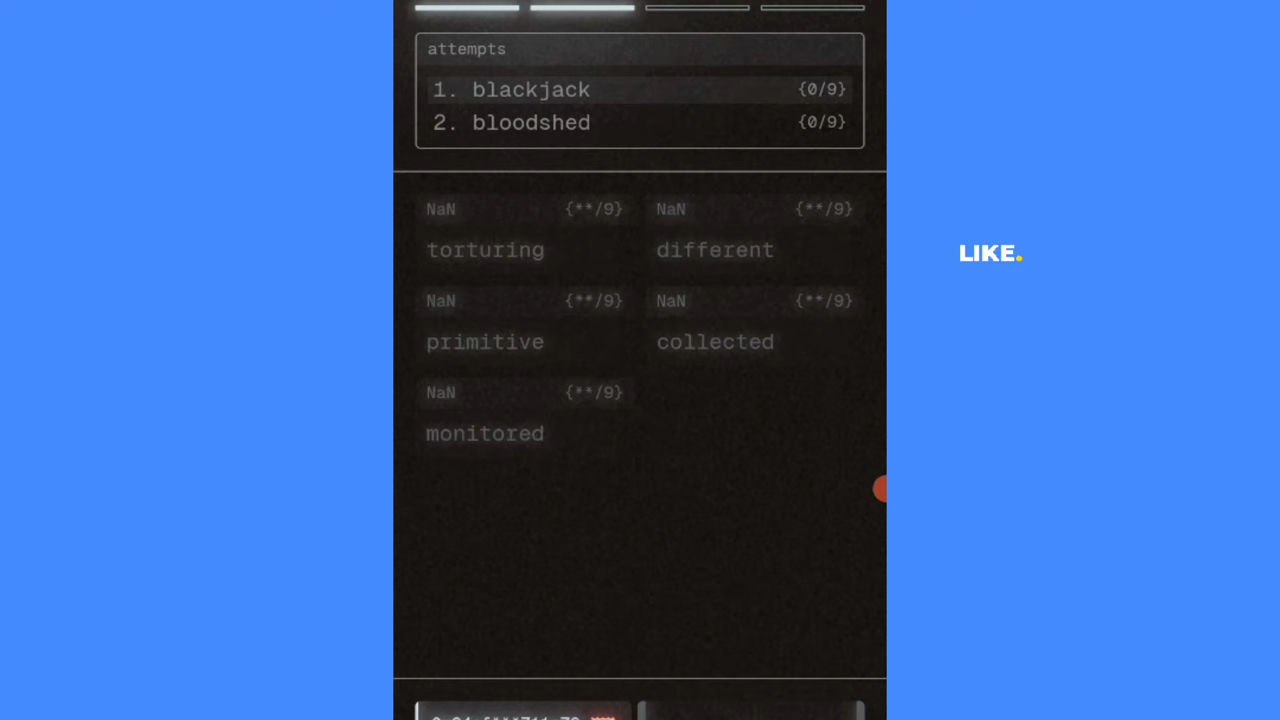 attempts
1. blackjack {0/9}
2. bloodshed {0/9}
NaN {**/9} NaN {**/9}
torturing different
NaN {**/9} NaN {**/9}
primitive collected
NaN {**/9}
monitored
LIKE.